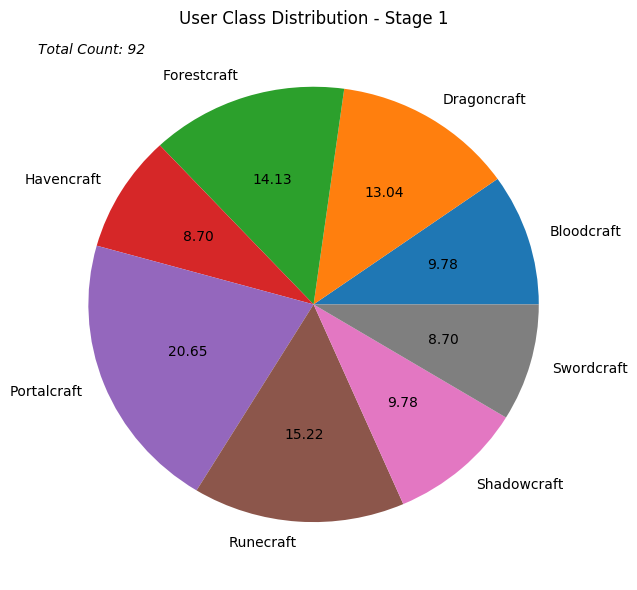 User Class Distribution - Stage 1
Total Count: 92
Forestcraft
Dragoncraft
Havencraft
14.13
13.04
Bloodcraft
8.70
9.78
20.65
8.70
Portalcraft
Swordcraft
9.78
15.22
Shadowcraft
Runecraft